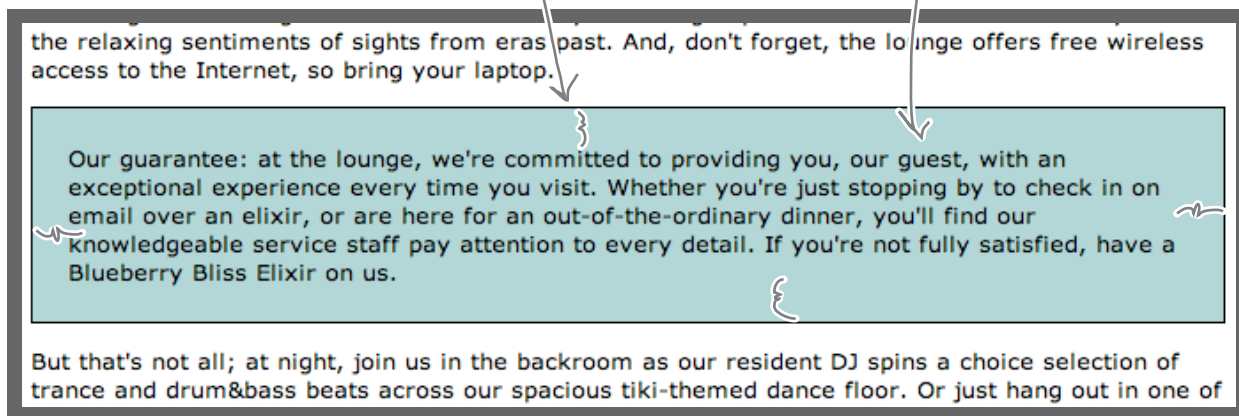 the relaxing sentiments of sights from eras past. And, don't forget, the lounge offers free wireless
access to the Internet, so bring your laptop.
Our guarantee: at the lounge, we're committed to providing you, our guest, with an
exceptional experience every time you visit. Whether you're just stopping by to check in on
email over an elixir, or are here for an out-of-the-ordinary dinner, you'll find our
knowledgeable service staff pay attention to every detail. If you're not fully satisfied, have a
Blueberry Bliss Elixir on us.
But that's not all; at night, join us in the backroom as our resident DJ spins a choice selection of
trance and drum&bass beats across our spacious tiki-themed dance floor. Or just hang out in one of